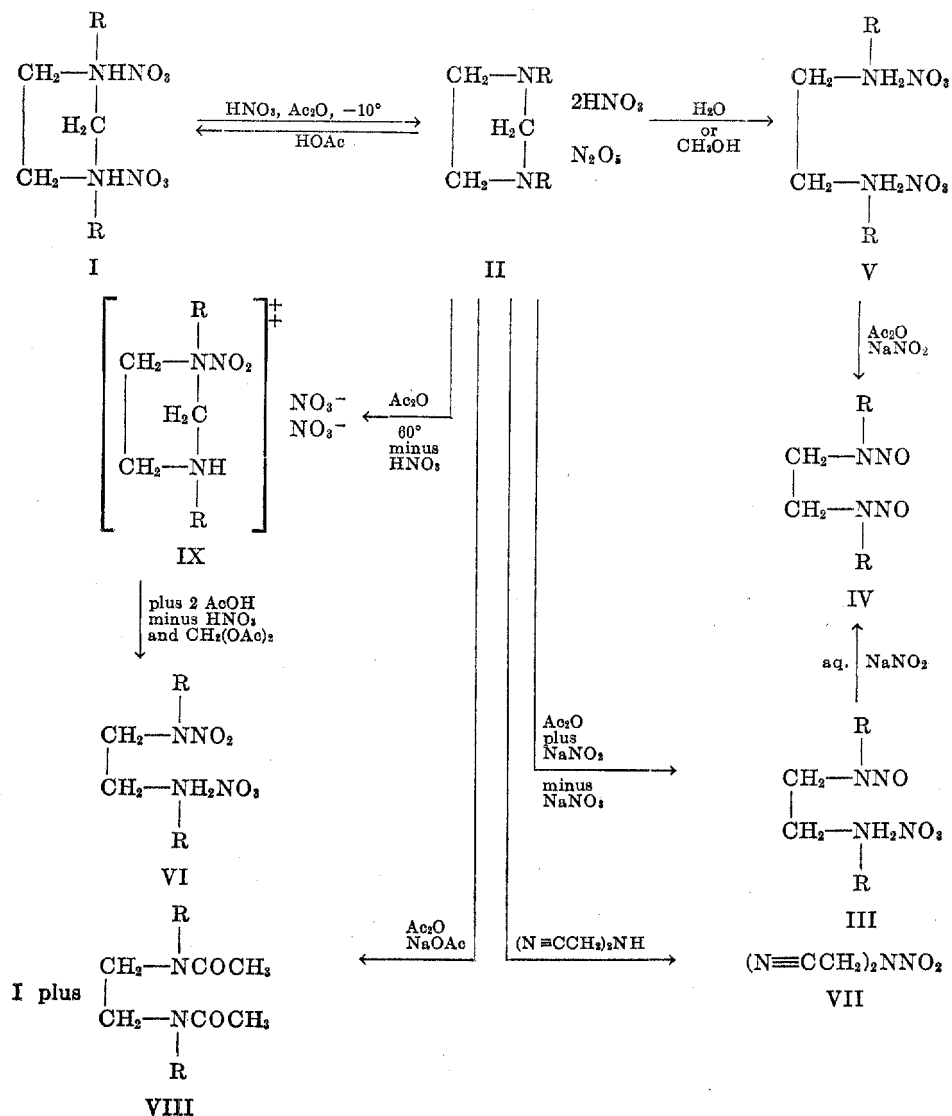 R
CH₂—NHNO₃
H₂C
CH₂—NHNO₃
R
I
HNO₃, Ac₂O, −10°
HOAc
CH₂—NR
H₂C
CH₂—NR
2HNO₃
N₂O₅
II
H₂O
or
CH₃OH
R
CH₂—NH₂NO₃
CH₂—NH₂NO₃
R
V
R
CH₂—NNO₂
H₂C
CH₂—NH
R
++
NO₃⁻
NO₃⁻
IX
Ac₂O
60°
minus
HNO₃
Ac₂O
NaNO₂
R
CH₂—NNO
CH₂—NNO
R
IV
plus 2 AcOH
minus HNO₃
and CH₂(OAc)₂
aq. NaNO₂
R
CH₂—NNO₂
CH₂—NH₂NO₃
R
VI
Ac₂O
plus
NaNO₂
minus
NaNO₃
R
CH₂—NNO
CH₂—NH₂NO₃
R
III
Ac₂O
NaOAc
(N≡CCH₂)₂NH
(N≡CCH₂)₂NNO₂
VII
I plus
R
CH₂—NCOCH₃
CH₂—NCOCH₃
R
VIII